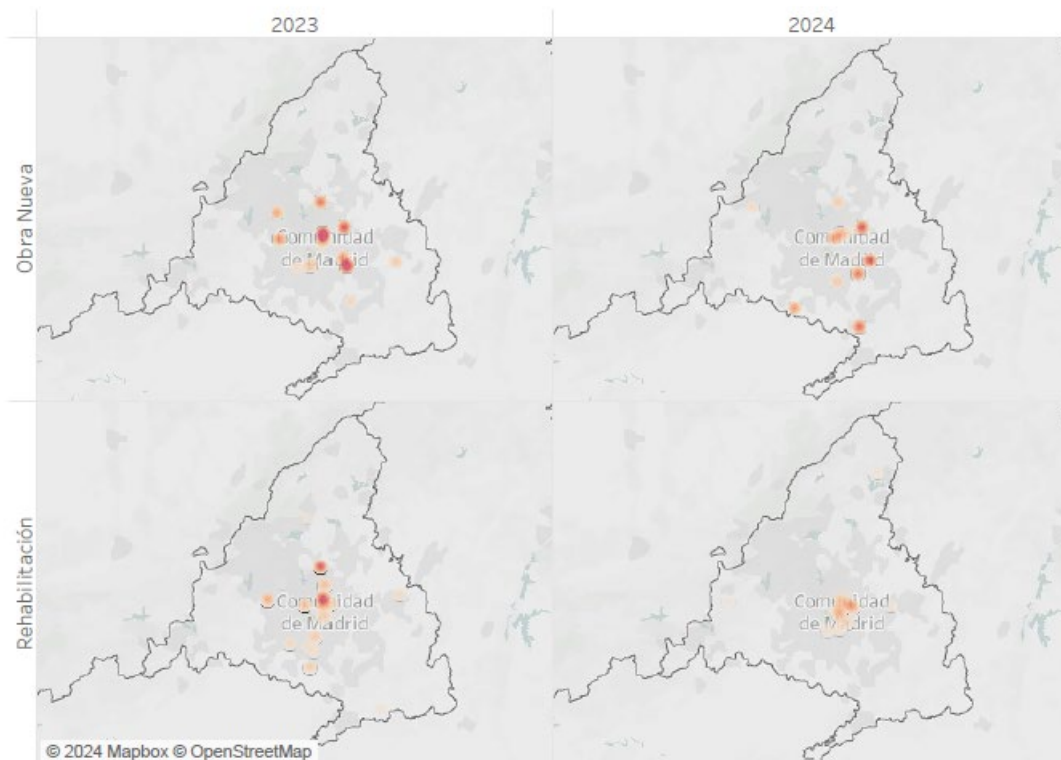 2023
2024
Obra Nueva
Comunidad
de Madrid
Comunidad
de Madrid
Rehabilitación
Comunidad
de Madrid
Comunidad
de Madrid
© 2024 Mapbox © OpenStreetMap